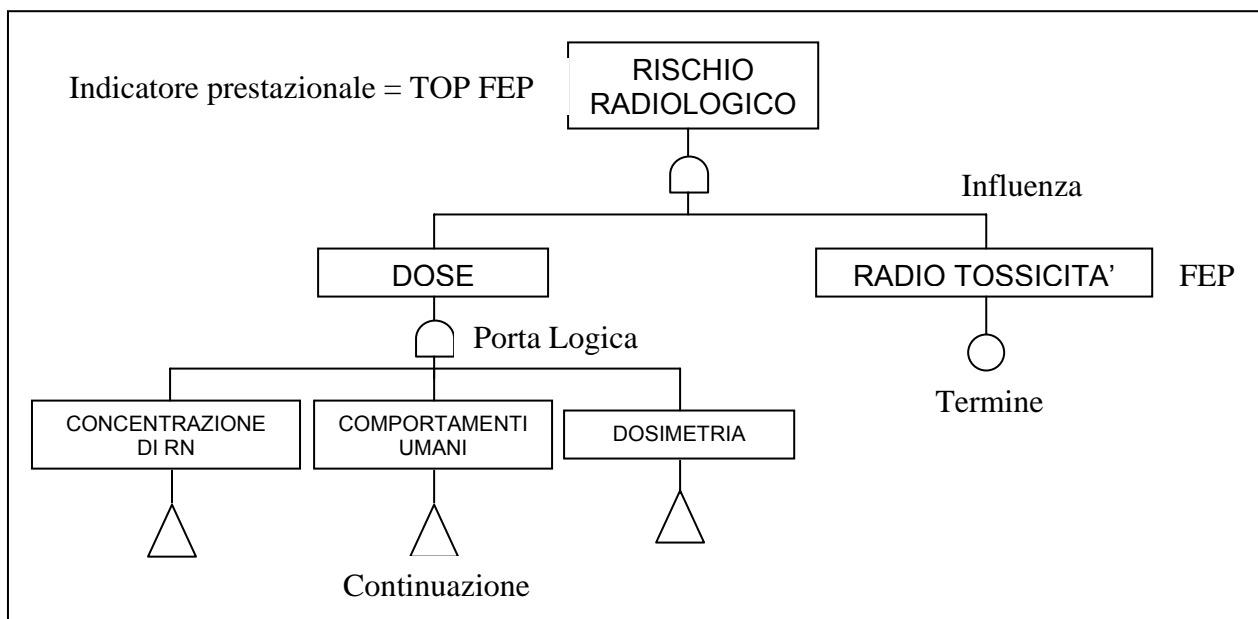 Indicatore prestazionale = TOP FEP
RISCHIO
RADIOLOGICO
Influenza
DOSE
RADIO TOSSICITA’
FEP
Porta Logica
CONCENTRAZIONE
DI RN
COMPORTAMENTI
UMANI
DOSIMETRIA
Termine
Continuazione